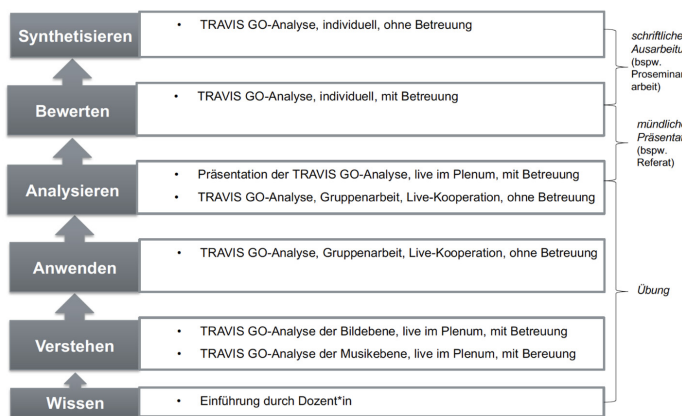 Synthetisieren
• TRAVIS GO-Analyse, individuell, ohne Betreuung
schriftliche
(bspw.
arbeit)
Bewerten
• TRAVIS GO-Analyse, individuell, mit Betreuung
(bspw.
Referat)
Analysieren
• Präsentation der TRAVIS GO-Analyse, live im Plenum, mit Betreuung
• TRAVIS GO-Analyse, Gruppenarbeit, Live-Kooperation, ohne Betreuung
Anwenden
• TRAVIS GO-Analyse, Gruppenarbeit, Live-Kooperation, ohne Betreuung
Übung
Verstehen
• TRAVIS GO-Analyse der Bildebene, live im Plenum, mit Betreuung
• TRAVIS GO-Analyse der Musikebene, live im Plenum, mit Bereuung
Wissen
• Einführung durch Dozent*in